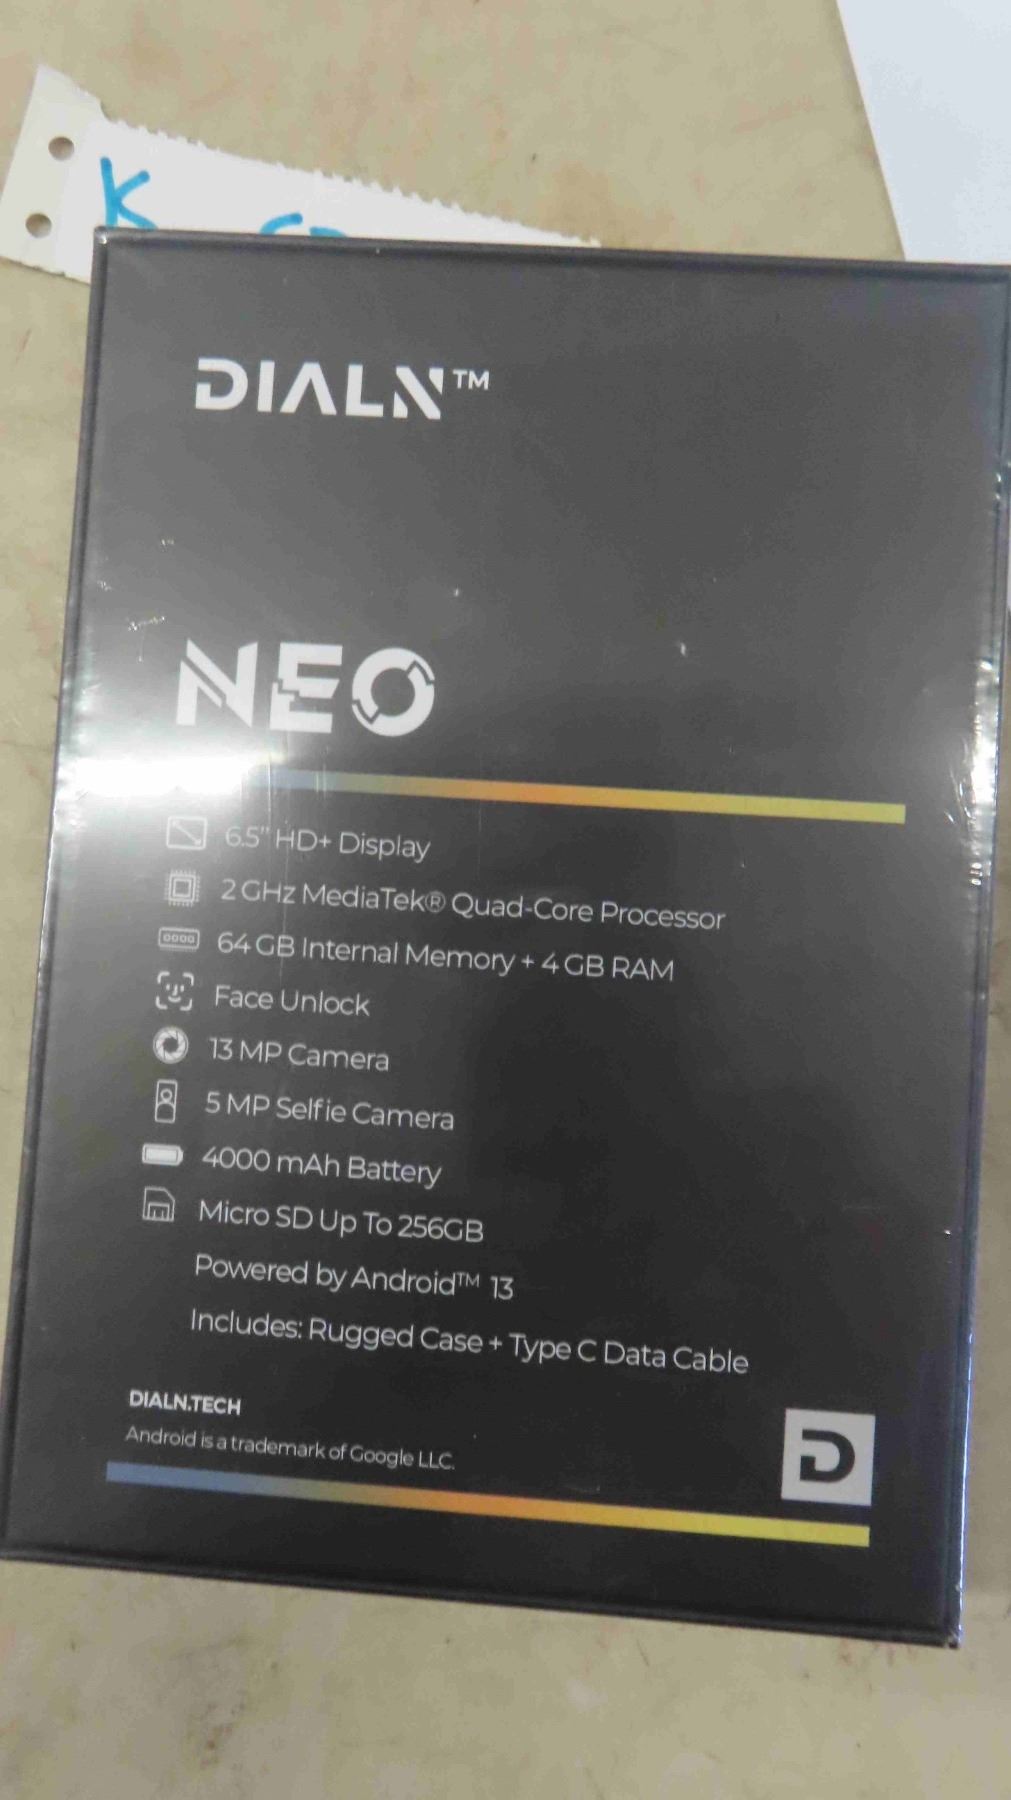 K
DIALN™
NEO
6.5" HD+ Display
2 GHz MediaTek® Quad-Core Processor
64 GB Internal Memory + 4 GB RAM
Face Unlock
13 MP Camera
5 MP Selfie Camera
4000 mAh Battery
Micro SD Up To 256GB
Powered by Android™ 13
Includes: Rugged Case + Type C Data Cable
DIALN.TECH
Android is a trademark of Google LLC.
D